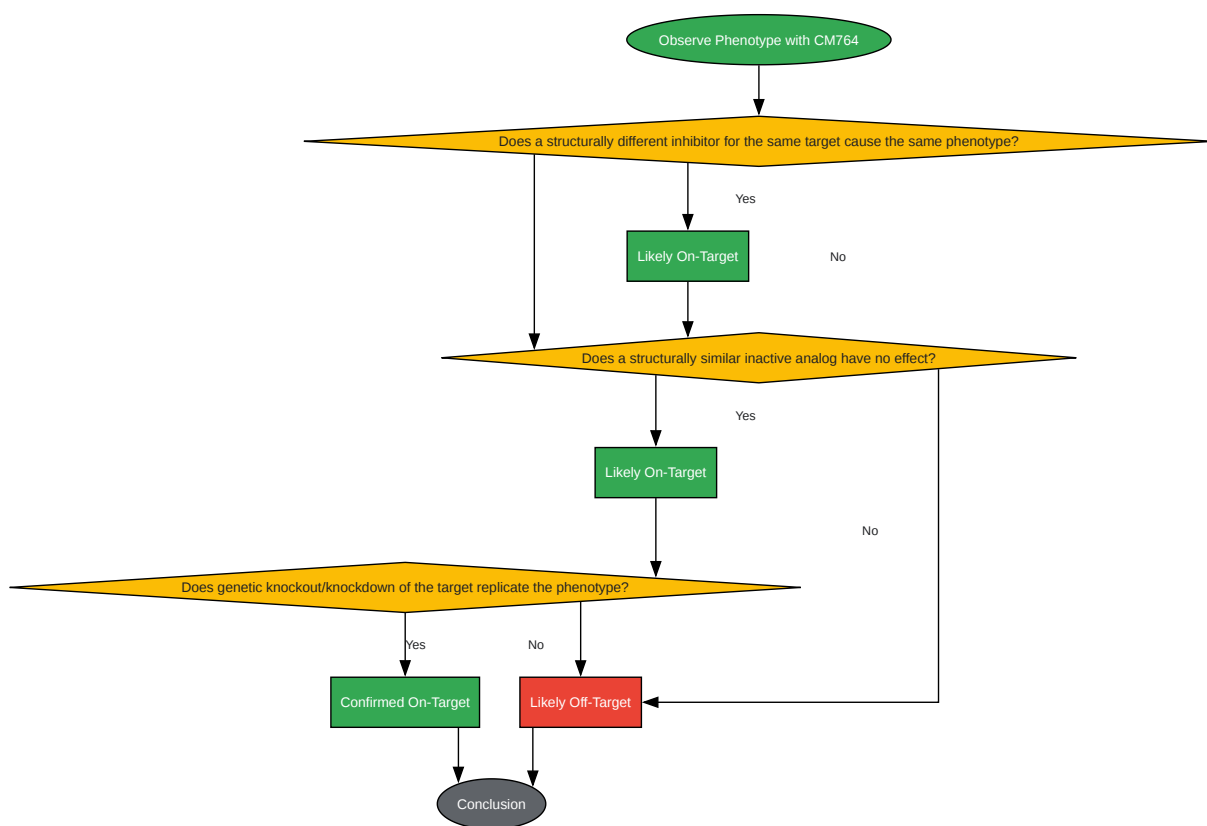 Observe Phenotype with CM764
Does a structurally different inhibitor for the same target cause the same phenotype?
Yes
Likely On-Target
No
Does a structurally similar inactive analog have no effect?
Yes
Likely On-Target
No
Does genetic knockout/knockdown of the target replicate the phenotype?
Yes
No
Confirmed On-Target
Likely Off-Target
Conclusion